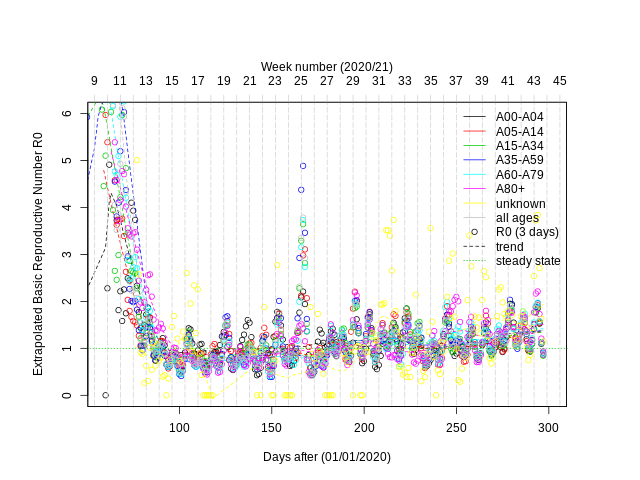 Week number (2020/21)
9 11 13 15 17 19 21 23 25 27 29 31 33 35 37 39 41 43 45
Extrapolated Basic Reproductive Number R0
6
5
4
3
2
1
0
A00-A04
A05-A14
A15-A34
A35-A59
A60-A79
A80+
unknown
all ages
R0 (3 days)
trend
steady state
100 150 200 250 300
Days after (01/01/2020)